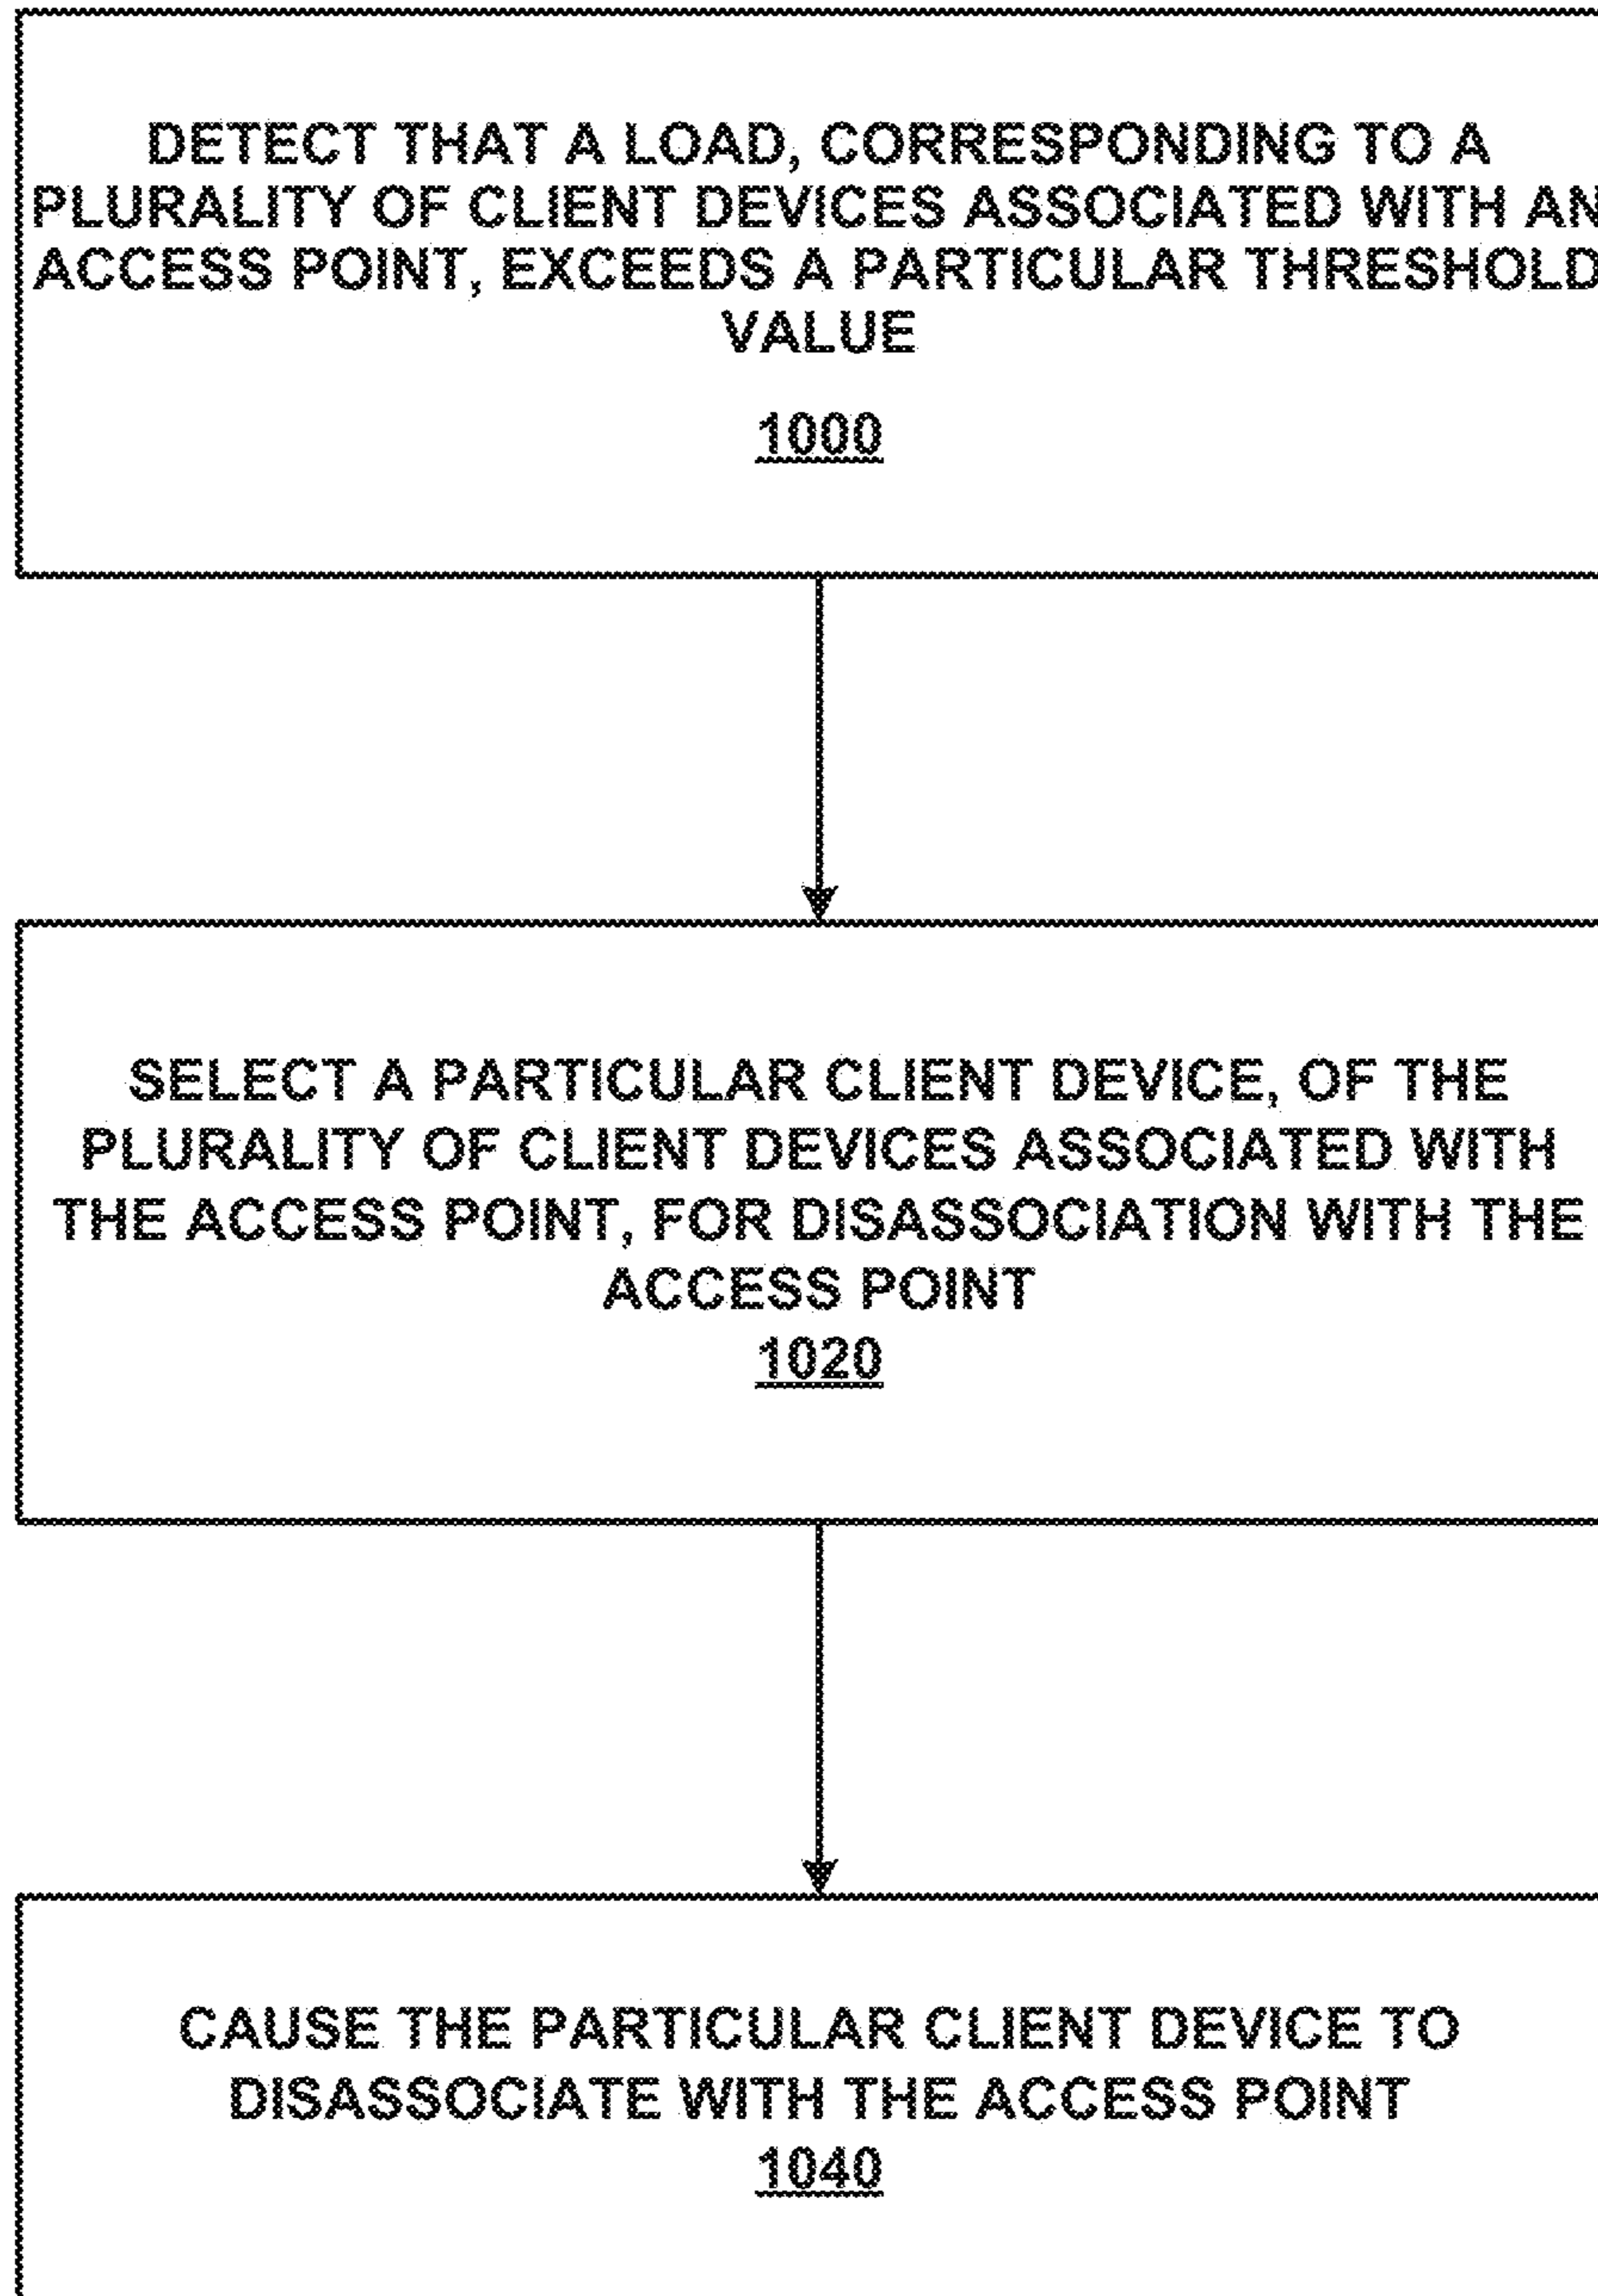 DETECT THAT A LOAD, CORRESPONDING TO A
PLURALITY OF CLIENT DEVICES ASSOCIATED WITH AN
ACCESS POINT, EXCEEDS A PARTICULAR THRESHOLD
VALUE
1000
SELECT A PARTICULAR CLIENT DEVICE, OF THE
PLURALITY OF CLIENT DEVICES ASSOCIATED WITH
THE ACCESS POINT, FOR DISASSOCIATION WITH THE
ACCESS POINT
1020
CAUSE THE PARTICULAR CLIENT DEVICE TO
DISASSOCIATE WITH THE ACCESS POINT
1040